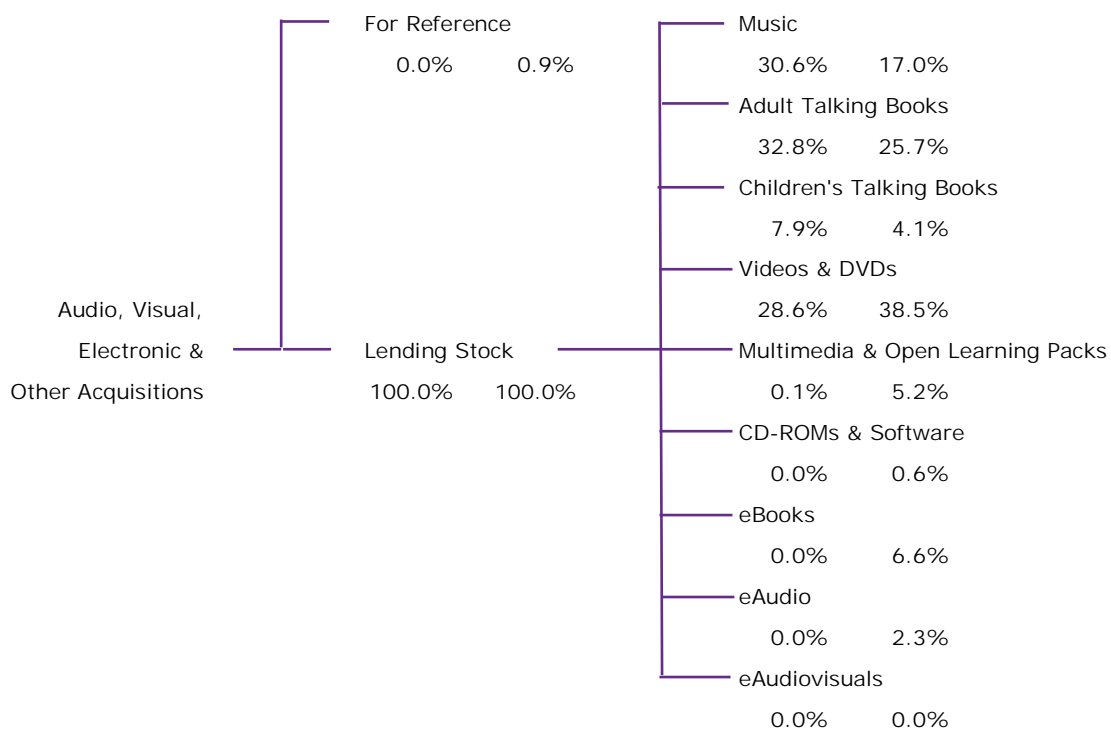 For Reference
0.0% 0.9%
Audio, Visual,
Electronic &
Other Acquisitions
Lending Stock
100.0% 100.0%
Music
30.6% 17.0%
Adult Talking Books
32.8% 25.7%
Children's Talking Books
7.9% 4.1%
Videos & DVDs
28.6% 38.5%
Multimedia & Open Learning Packs
0.1% 5.2%
CD-ROMs & Software
0.0% 0.6%
eBooks
0.0% 6.6%
eAudio
0.0% 2.3%
eAudiovisuals
0.0% 0.0%